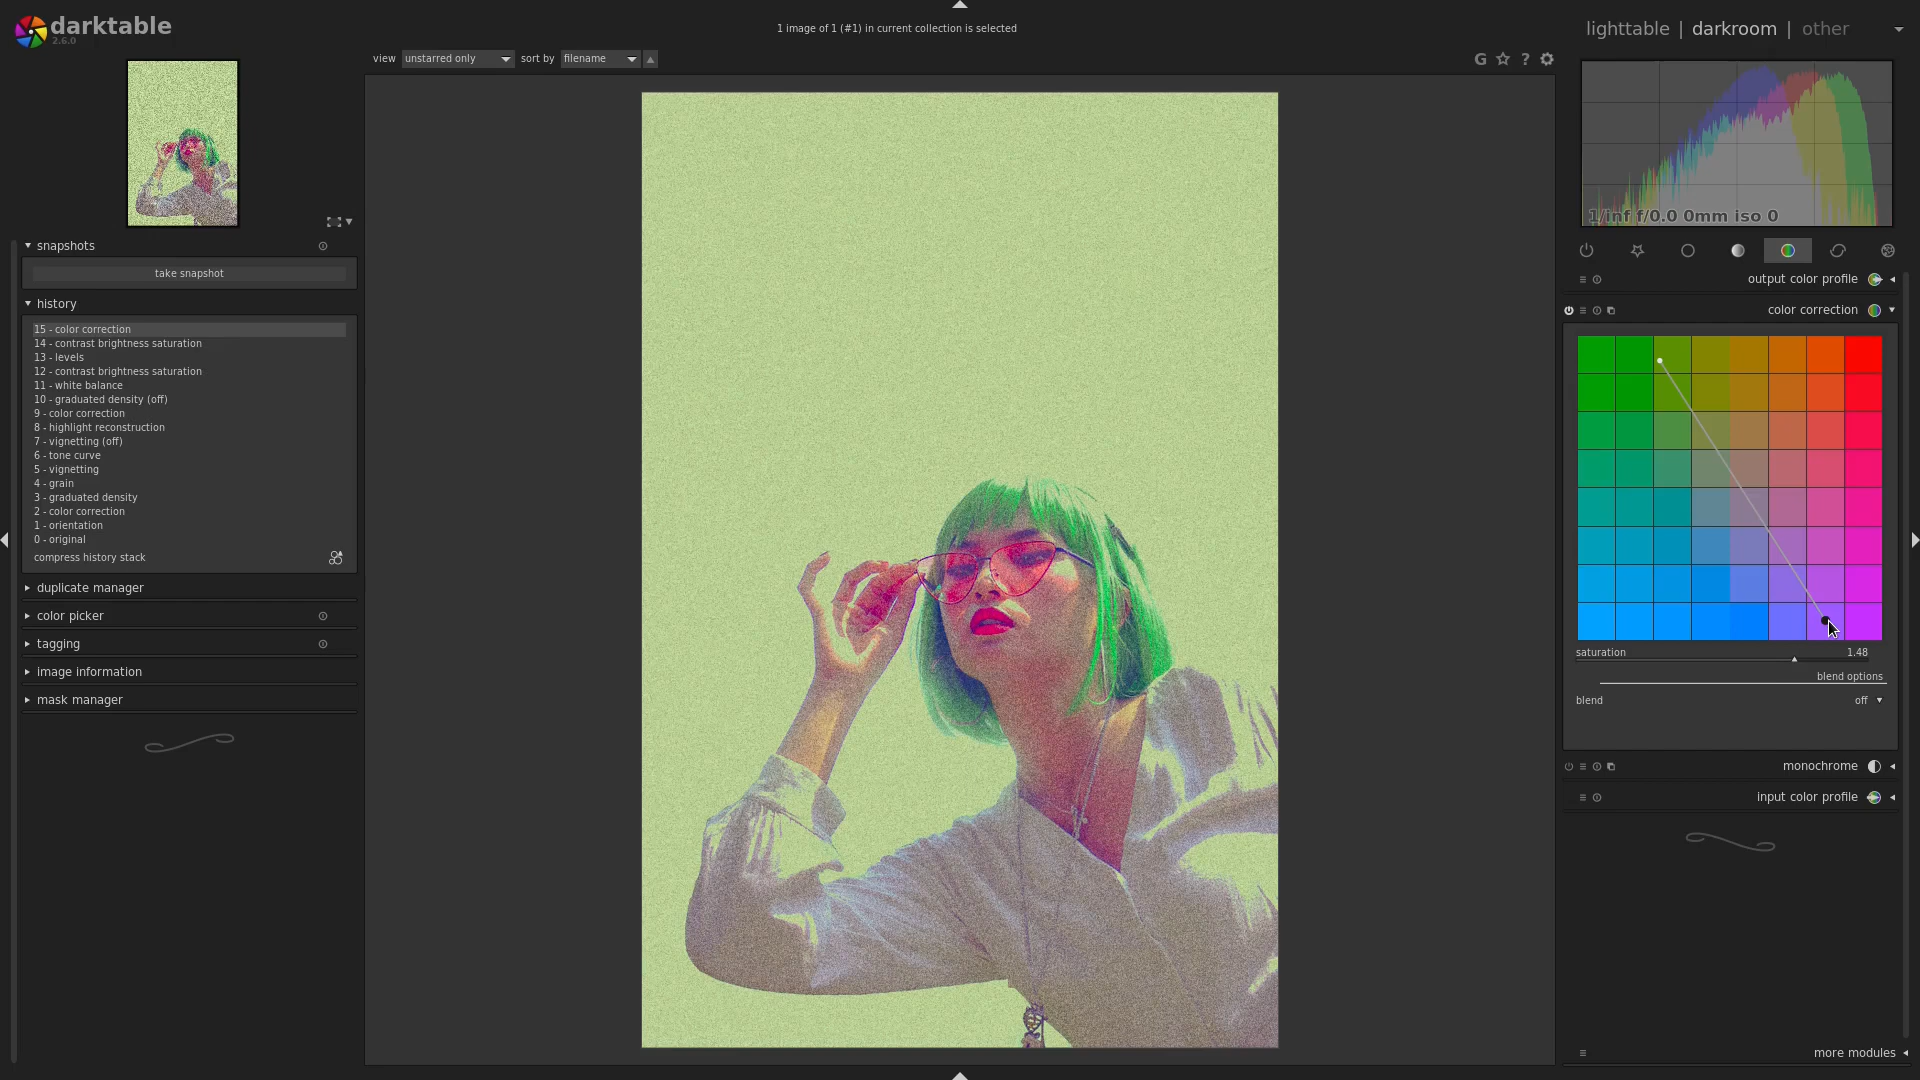 darktable
2.6.0
1 image of 1 (#1) in current collection is selected
lighttable | darkroom | other
view unstarred only sort by filename
G ☆ ?
1/inf f/0.0 0mm iso 0
snapshots
take snapshot
history
15 - color correction
14 - contrast brightness saturation
13 - levels
12 - contrast brightness saturation
11 - white balance
10 - graduated density (off)
9 - color correction
8 - highlight reconstruction
7 - vignetting (off)
6 - tone curve
5 - vignetting
4 - grain
3 - graduated density
2 - color correction
1 - orientation
0 - original
compress history stack
duplicate manager
color picker
tagging
image information
mask manager
output color profile
color correction
saturation 1.48
blend options
blend off
monochrome
input color profile
more modules